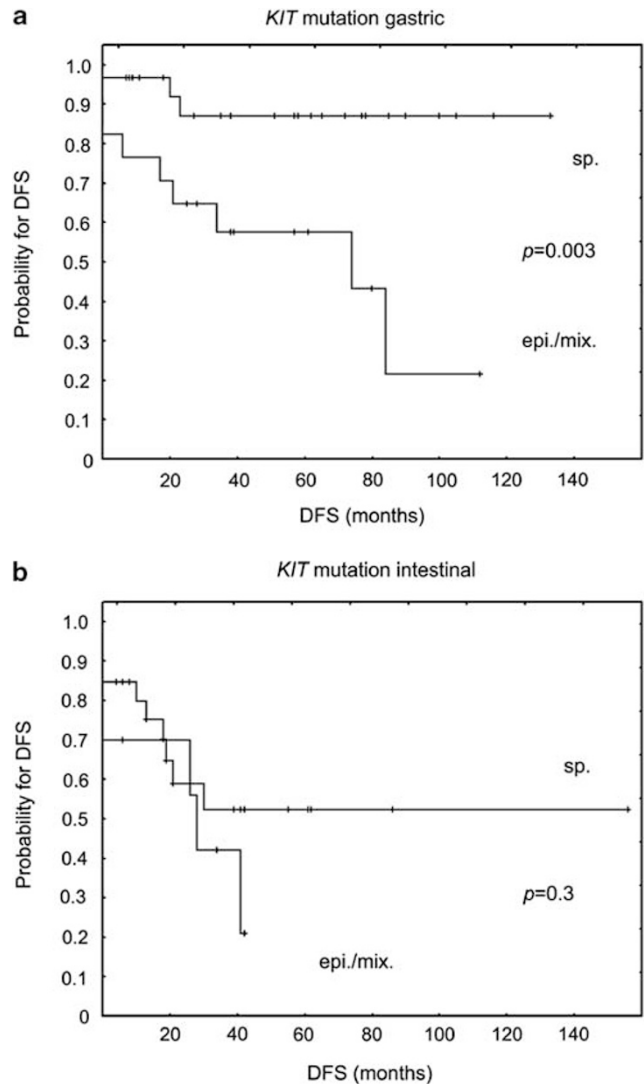 a
KIT mutation gastric
Probability for DFS
1.0
0.9
0.8
0.7
0.6
0.5
0.4
0.3
0.2
0.1
0
sp.
p=0.003
epi./mix.
20 40 60 80 100 120 140
DFS (months)
b
KIT mutation intestinal
Probability for DFS
1.0
0.9
0.8
0.7
0.6
0.5
0.4
0.3
0.2
0.1
0
sp.
p=0.3
epi./mix.
20 40 60 80 100 120 140
DFS (months)